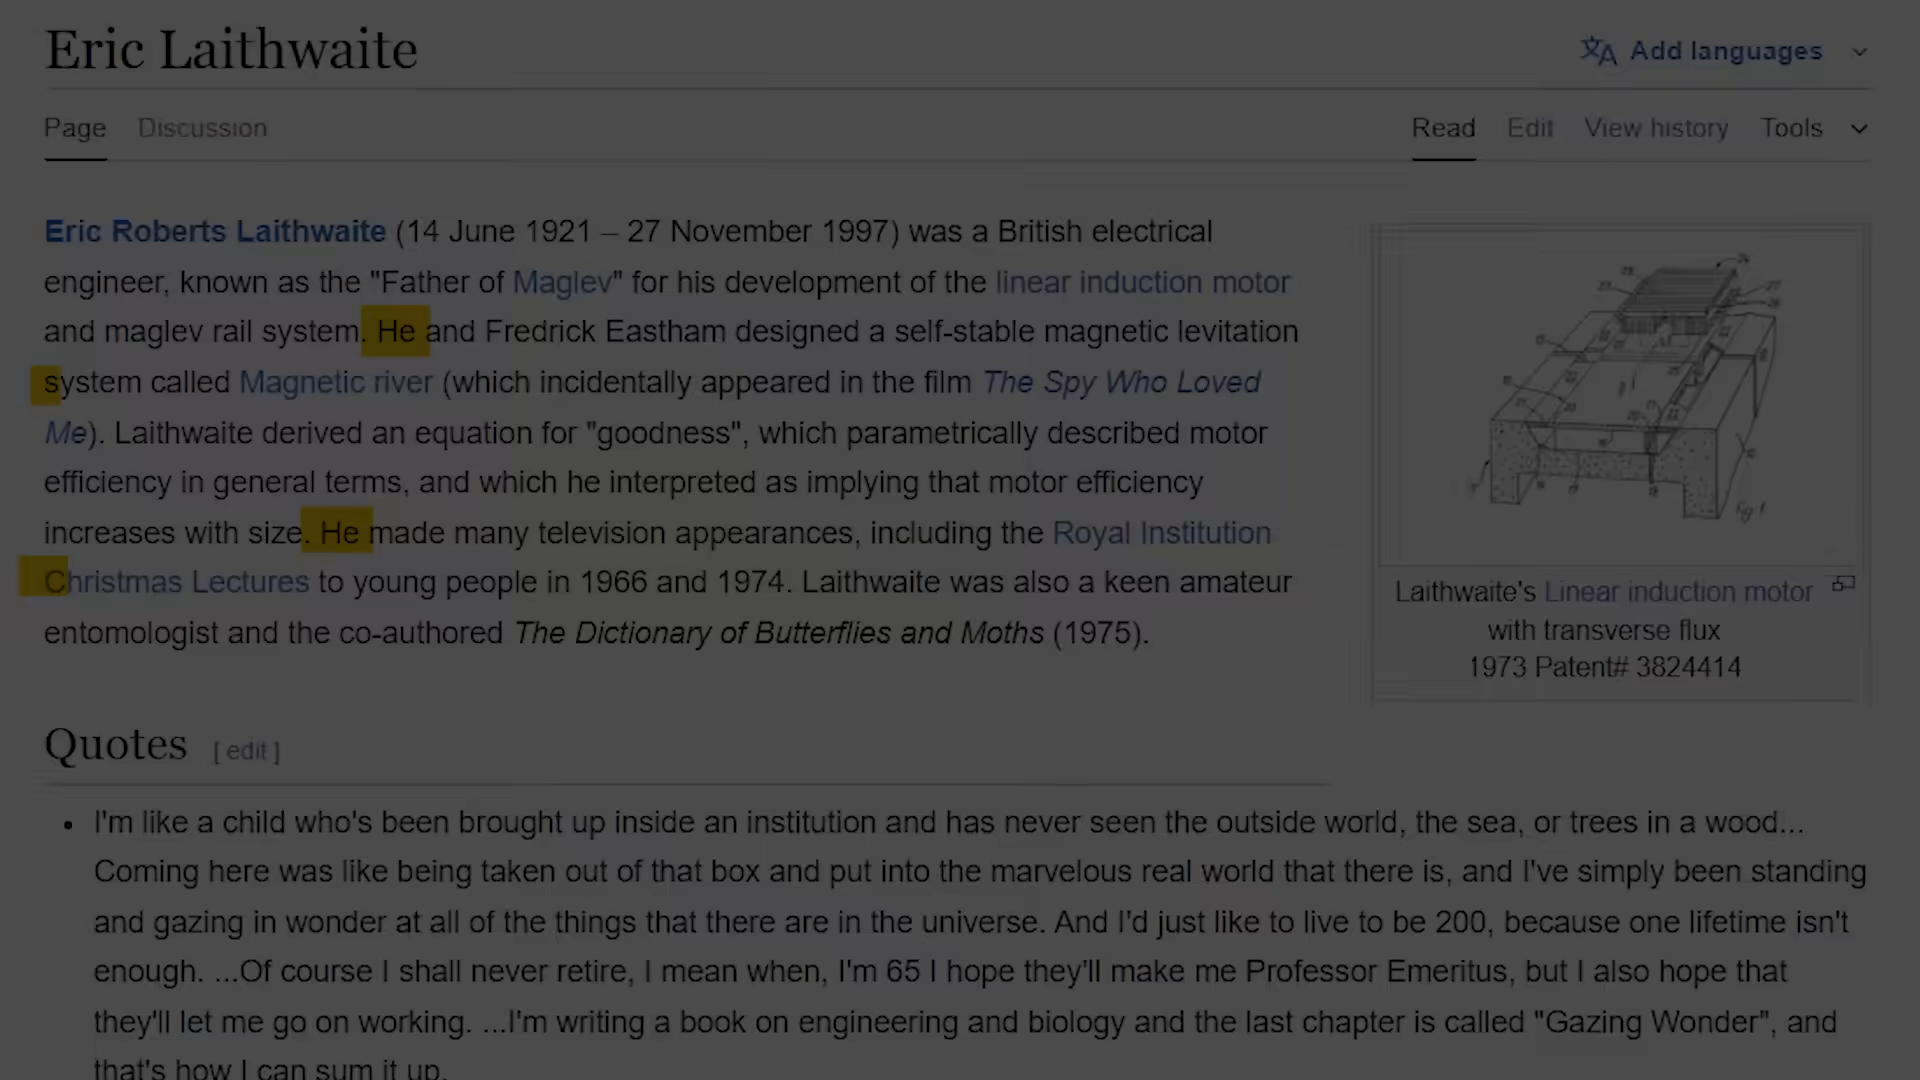 Eric Laithwaite
Add languages
Page Discussion
Read Edit View history Tools
Eric Roberts Laithwaite (14 June 1921 – 27 November 1997) was a British electrical
engineer, known as the "Father of Maglev" for his development of the linear induction motor
and maglev rail system. He and Fredrick Eastham designed a self-stable magnetic levitation
system called Magnetic river (which incidentally appeared in the film The Spy Who Loved
Me). Laithwaite derived an equation for "goodness", which parametrically described motor
efficiency in general terms, and which he interpreted as implying that motor efficiency
increases with size. He made many television appearances, including the Royal Institution
Christmas Lectures to young people in 1966 and 1974. Laithwaite was also a keen amateur
entomologist and the co-authored The Dictionary of Butterflies and Moths (1975).
Laithwaite's Linear induction motor
with transverse flux
1973 Patent# 3824414
Quotes [ edit ]
• I'm like a child who's been brought up inside an institution and has never seen the outside world, the sea, or trees in a wood...
Coming here was like being taken out of that box and put into the marvelous real world that there is, and I've simply been standing
and gazing in wonder at all of the things that there are in the universe. And I'd just like to live to be 200, because one lifetime isn't
enough. ...Of course I shall never retire, I mean when, I'm 65 I hope they'll make me Professor Emeritus, but I also hope that
they'll let me go on working. ...I'm writing a book on engineering and biology and the last chapter is called "Gazing Wonder", and
that's how I can sum it up.